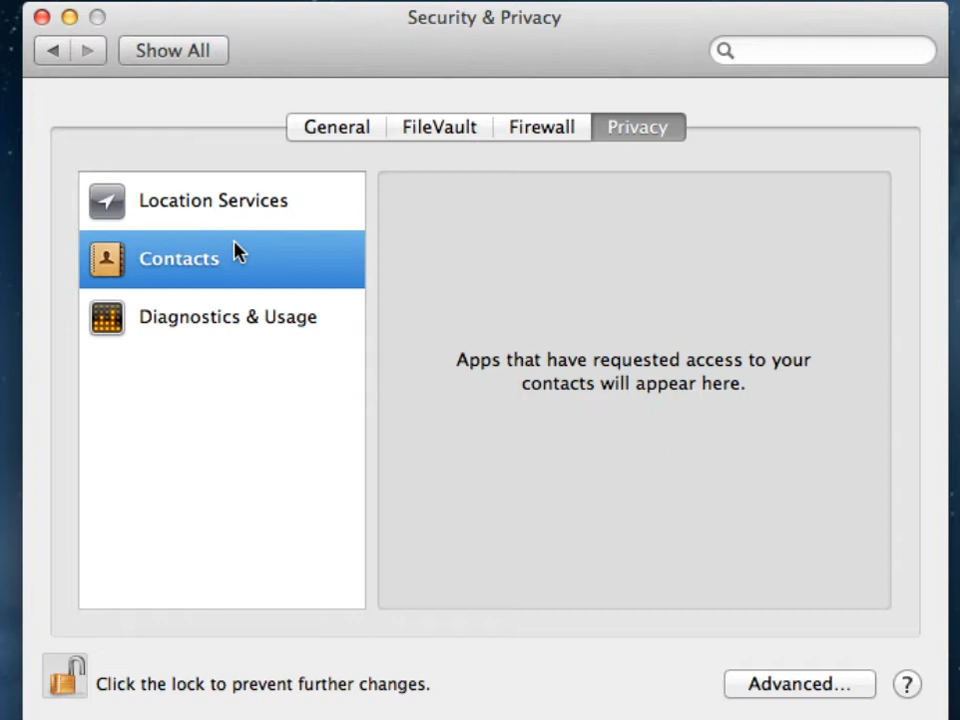 Security & Privacy
Show All
General FileVault Firewall Privacy
Location Services
Contacts
Diagnostics & Usage
Apps that have requested access to your
contacts will appear here.
Click the lock to prevent further changes.
Advanced... ?